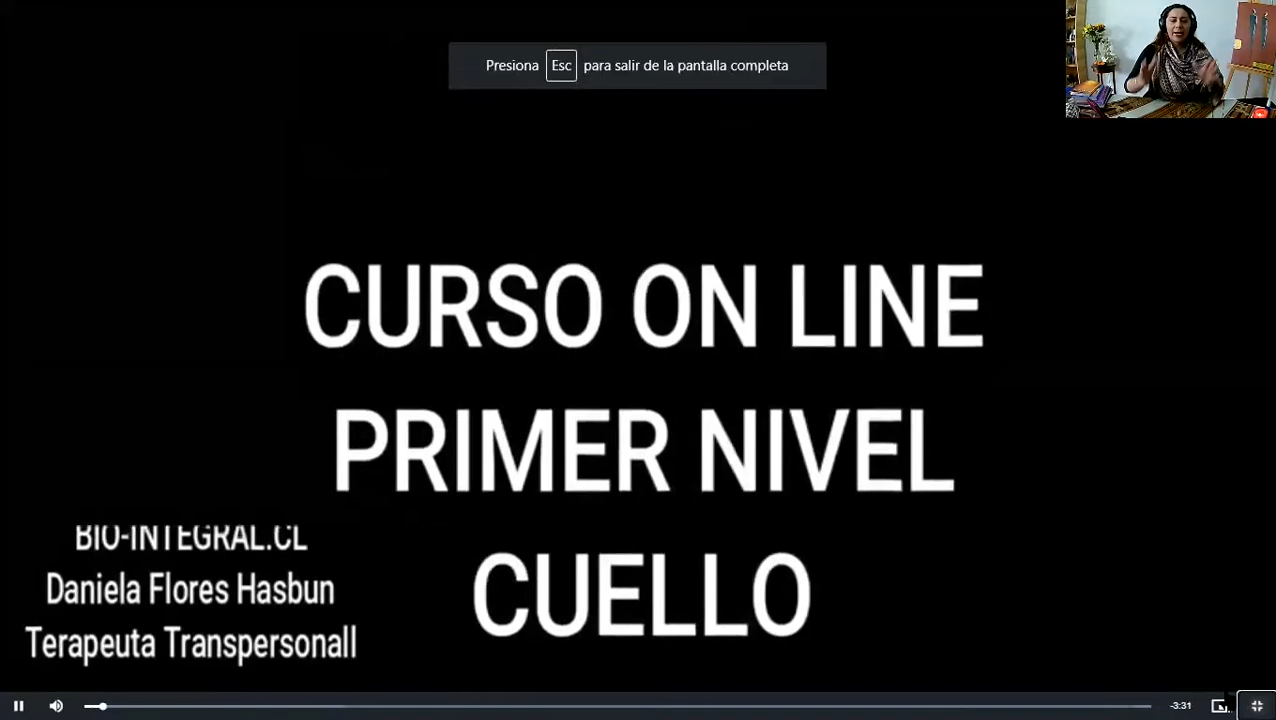 Presiona Esc para salir de la pantalla completa
CURSO ON LINE
PRIMER NIVEL
CUELLO
BIO-INTEGRAL.CL
Daniela Flores Hasbun
Terapeuta Transpersonall
-3:31